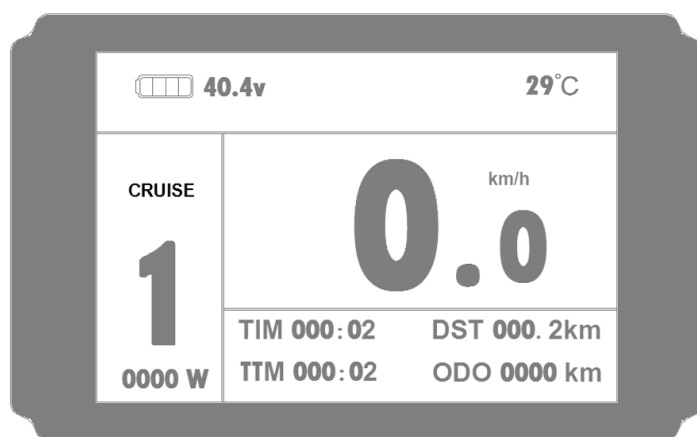 40.4v 29°C
CRUISE
1
0000 W
km/h
0.0
TIM 000:02 DST 000. 2km
TTM 000:02 ODO 0000 km